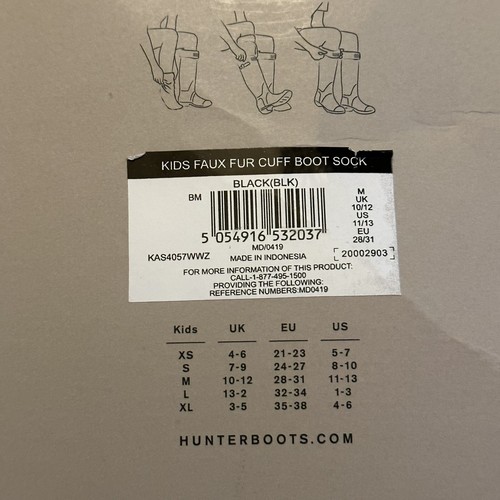 KIDS FAUX FUR CUFF BOOT SOCK
BLACK(BLK)
BM
5 054916 532037
MD/0419
KAS4057WWZ
MADE IN INDONESIA
M
UK
10/12
US
11/13
EU
28/31
20002903
FOR MORE INFORMATION OF THIS PRODUCT:
CALL-1-877-495-1500
PROVIDING THE FOLLOWING:
REFERENCE NUMBERS:MD0419
Kids UK EU US
XS 4-6 21-23 5-7
S 7-9 24-27 8-10
M 10-12 28-31 11-13
L 13-2 32-34 1-3
XL 3-5 35-38 4-6
HUNTERBOOTS.COM